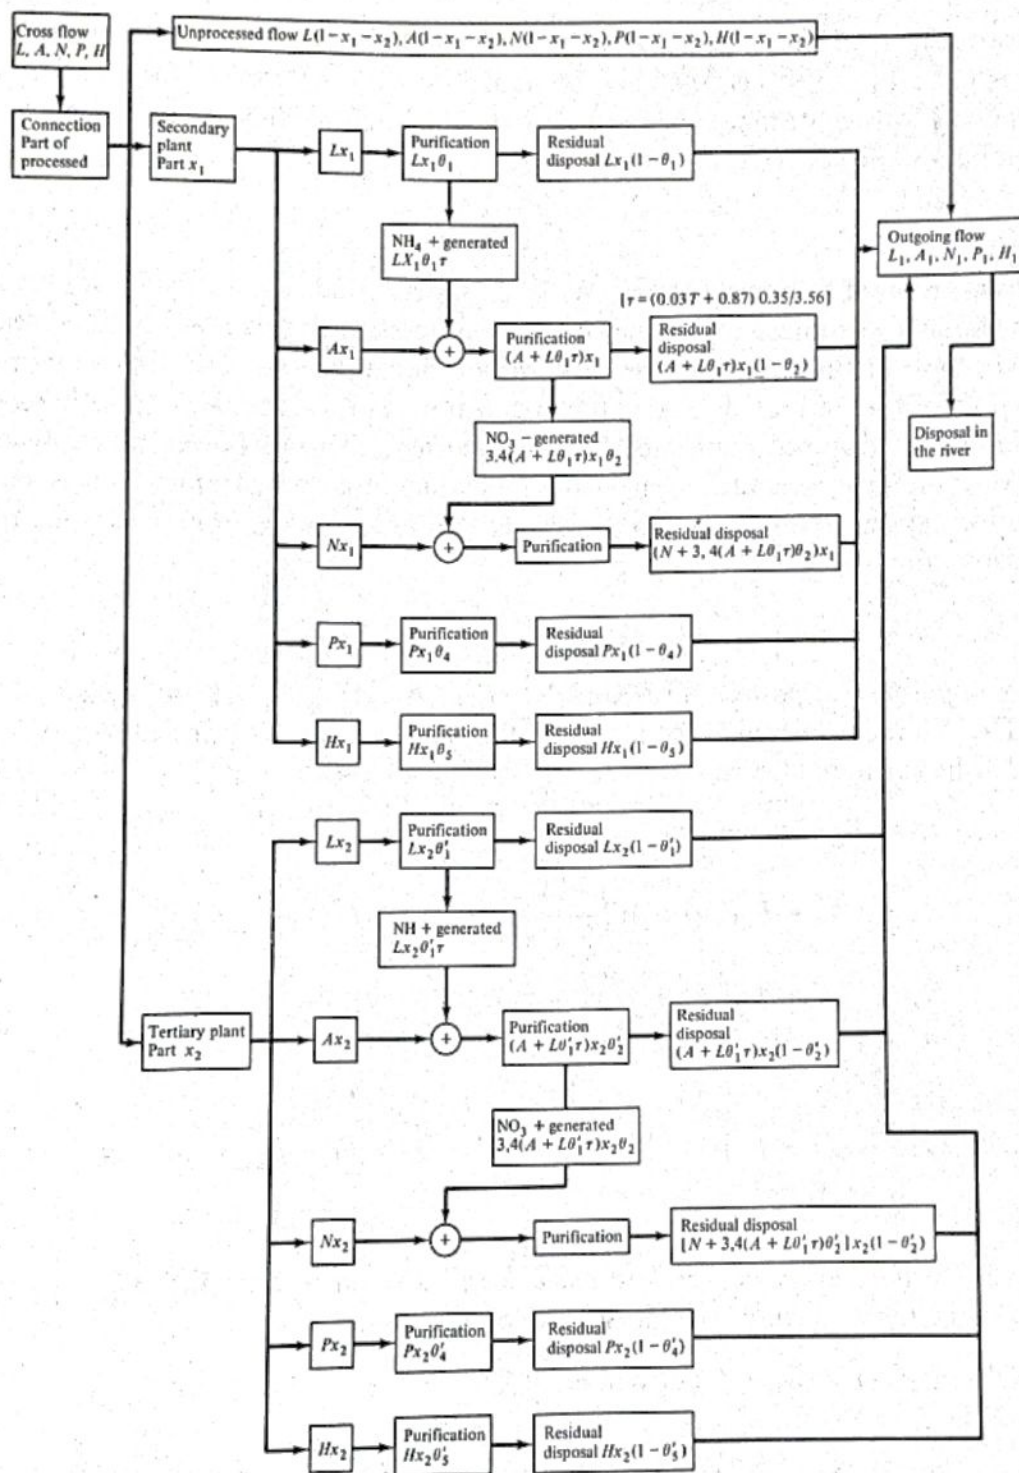 Cross flow
L, A, N, P, H
Unprocessed flow L(1−x₁−x₂), A(1−x₁−x₂), N(1−x₁−x₂), P(1−x₁−x₂), H(1−x₁−x₂)
Connection
Part of
processed
Secondary
plant
Part x₁
Lx₁
Purification
Lx₁θ₁
Residual
disposal Lx₁(1−θ₁)
NH₄ + generated
LX₁θ₁τ
Outgoing flow
L₁, A₁, N₁, P₁, H₁
[τ = (0.03T + 0.87) 0.35/3.56]
Ax₁
+
Purification
(A + Lθ₁τ)x₁
Residual
disposal
(A + Lθ₁τ)x₁(1−θ₂)
NO₃ − generated
3,4(A + Lθ₁τ)x₁θ₂
Disposal in
the river
Nx₁
+
Purification
Residual disposal
(N + 3, 4(A + Lθ₁τ)θ₂)x₁
Px₁
Purification
Px₁θ₄
Residual
disposal Px₁(1−θ₄)
Hx₁
Purification
Hx₁θ₅
Residual
disposal Hx₁(1−θ₅)
Lx₂
Purification
Lx₂θ′₁
Residual
disposal Lx₂(1−θ′₁)
NH + generated
Lx₂θ′₁τ
Tertiary plant
Part x₂
Ax₂
+
Purification
(A + Lθ′₁τ)x₂θ′₂
Residual
disposal
(A + Lθ′₁τ)x₂(1−θ′₂)
NO₃ + generated
3,4(A + Lθ′₁τ)x₂θ₂
Nx₂
+
Purification
Residual disposal
[N + 3,4(A + Lθ′₁τ)θ′₂]x₂(1−θ′₂)
Px₂
Purification
Px₂θ′₄
Residual
disposal Px₂(1−θ′₄)
Hx₂
Purification
Hx₂θ′₅
Residual
disposal Hx₂(1−θ′₅)